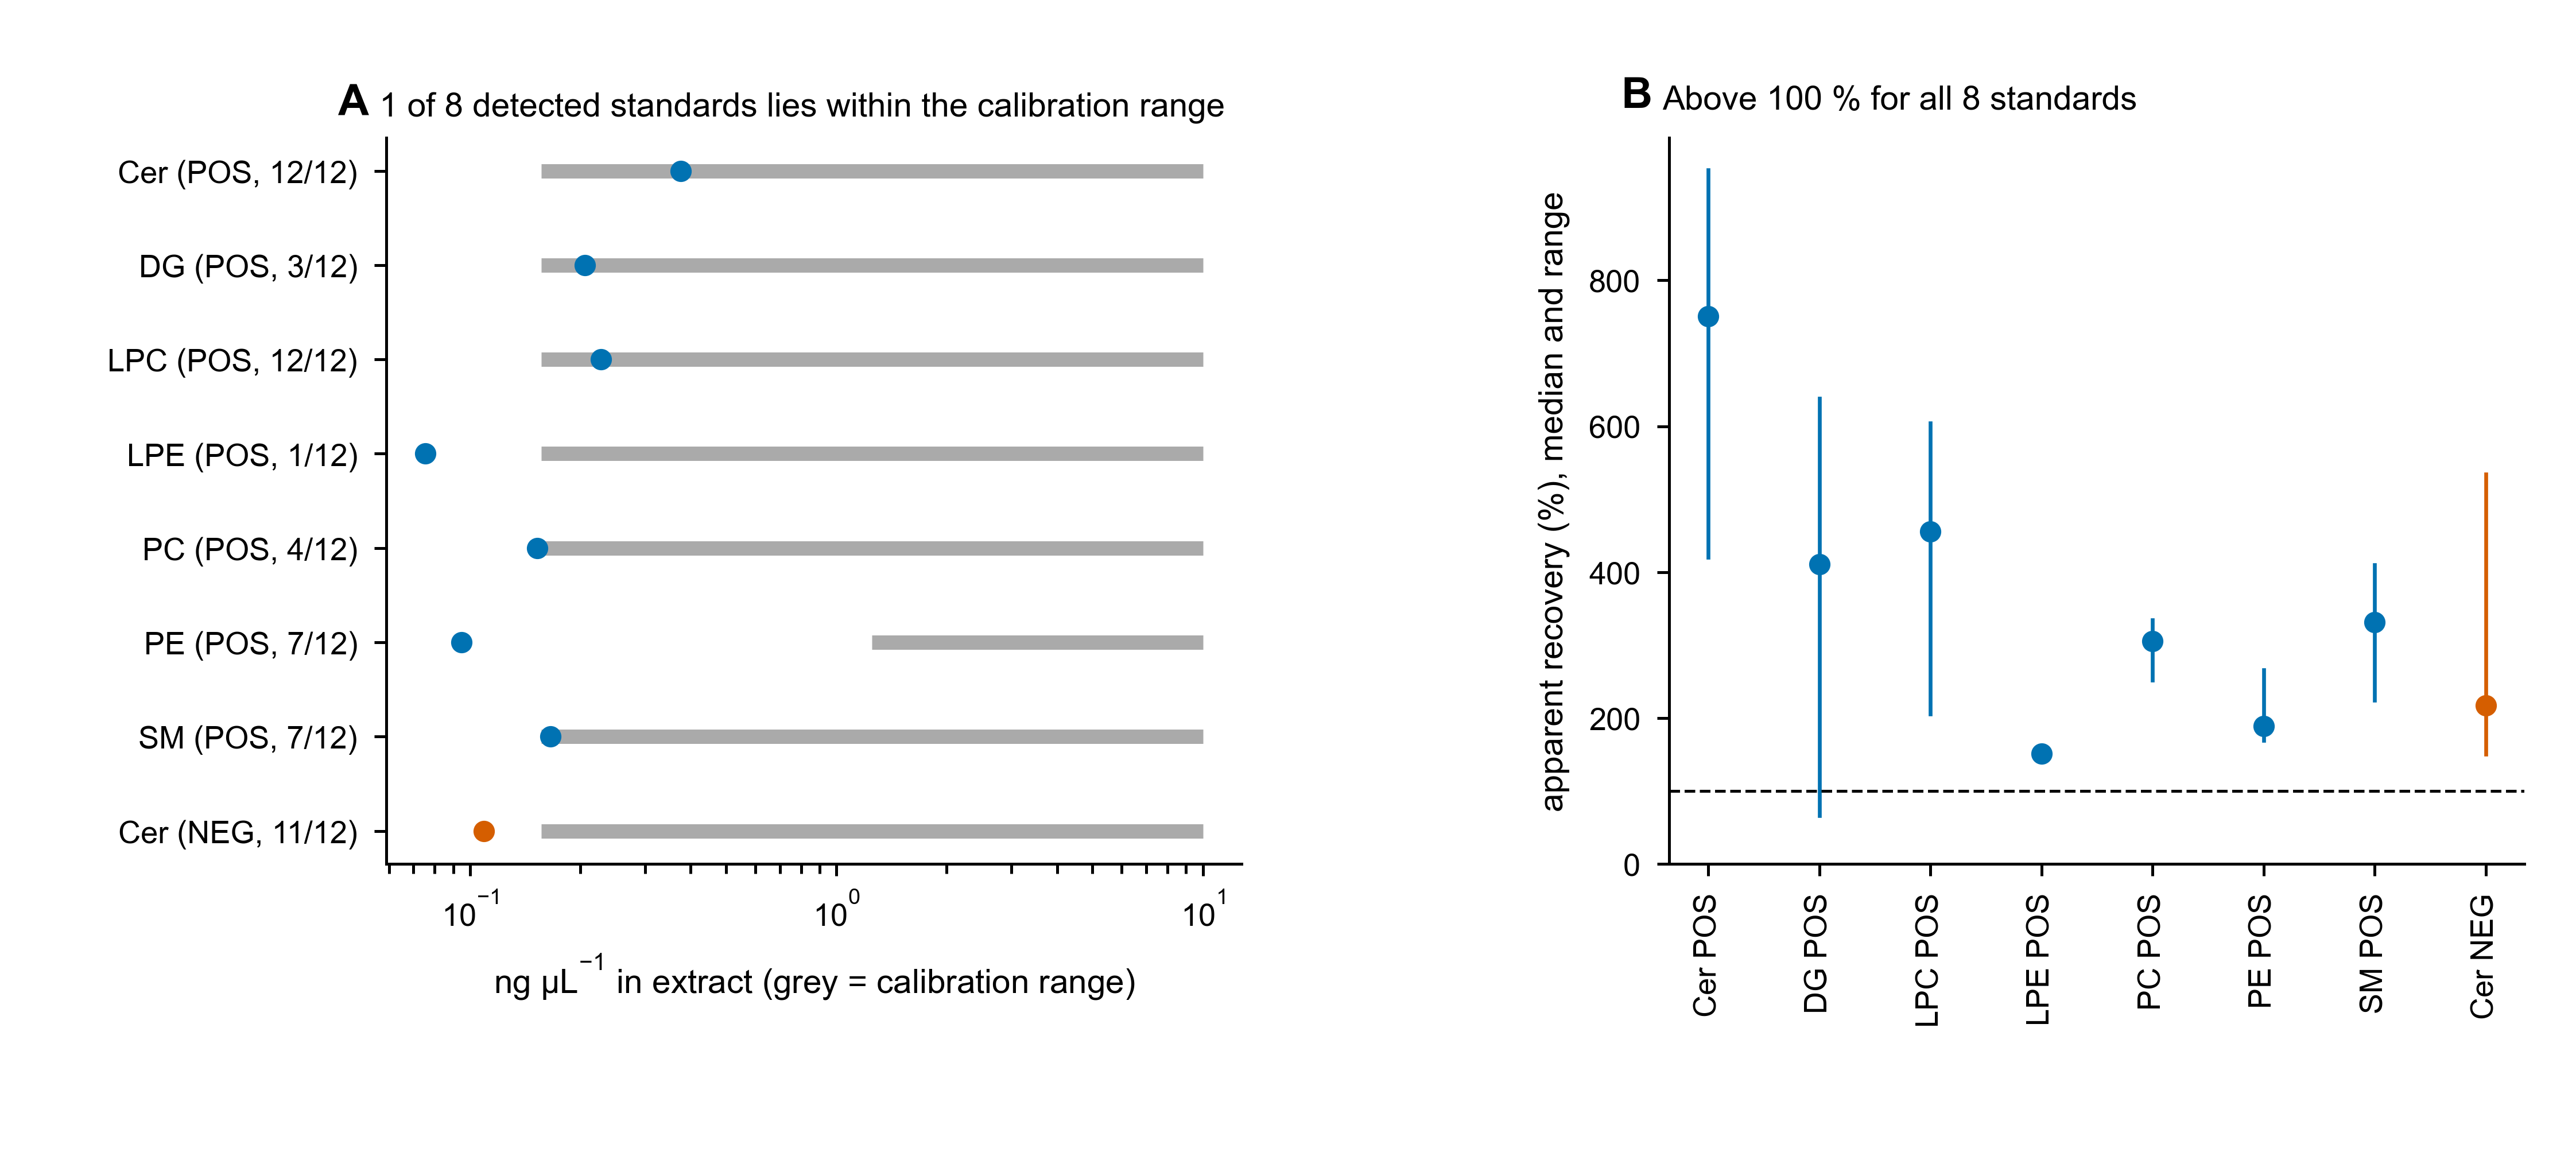 A 1 of 8 detected standards lies within the calibration range
Cer (POS, 12/12)
DG (POS, 3/12)
LPC (POS, 12/12)
LPE (POS, 1/12)
PC (POS, 4/12)
PE (POS, 7/12)
SM (POS, 7/12)
Cer (NEG, 11/12)
10⁻¹ 10⁰ 10¹
ng µL⁻¹ in extract (grey = calibration range)
B Above 100 % for all 8 standards
apparent recovery (%), median and range
800
600
400
200
0
Cer POS
DG POS
LPC POS
LPE POS
PC POS
PE POS
SM POS
Cer NEG